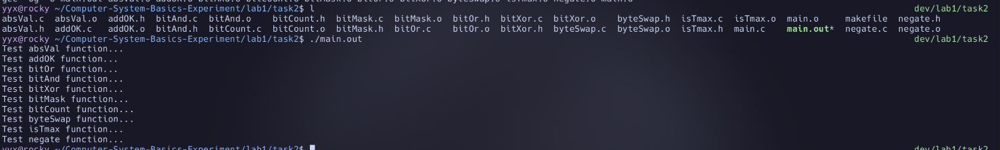 gcc -Og -o main.out absVal.o addOK.o bitAnd.o bitCount.o bitMask.o bitOr.o bitXor.o byteSwap.o isTmax.o negate.o main.o
yyx@rocky ~/Computer-System-Basics-Experiment/lab1/task2$ l dev/lab1/task2
absVal.c absVal.o addOK.h bitAnd.c bitAnd.o bitCount.h bitMask.c bitMask.o bitOr.h bitXor.c bitXor.o byteSwap.h isTmax.c isTmax.o main.o makefile negate.h
absVal.h addOK.c addOK.o bitAnd.h bitCount.c bitCount.o bitMask.h bitOr.c bitOr.o bitXor.h byteSwap.c byteSwap.o isTmax.h main.c main.out* negate.c negate.o
yyx@rocky ~/Computer-System-Basics-Experiment/lab1/task2$ ./main.out dev/lab1/task2
Test absVal function...
Test addOK function...
Test bitOr function...
Test bitAnd function...
Test bitXor function...
Test bitMask function...
Test bitCount function...
Test byteSwap function...
Test isTmax function...
Test negate function...
yyx@rocky ~/Computer-System-Basics-Experiment/lab1/task2$ dev/lab1/task2